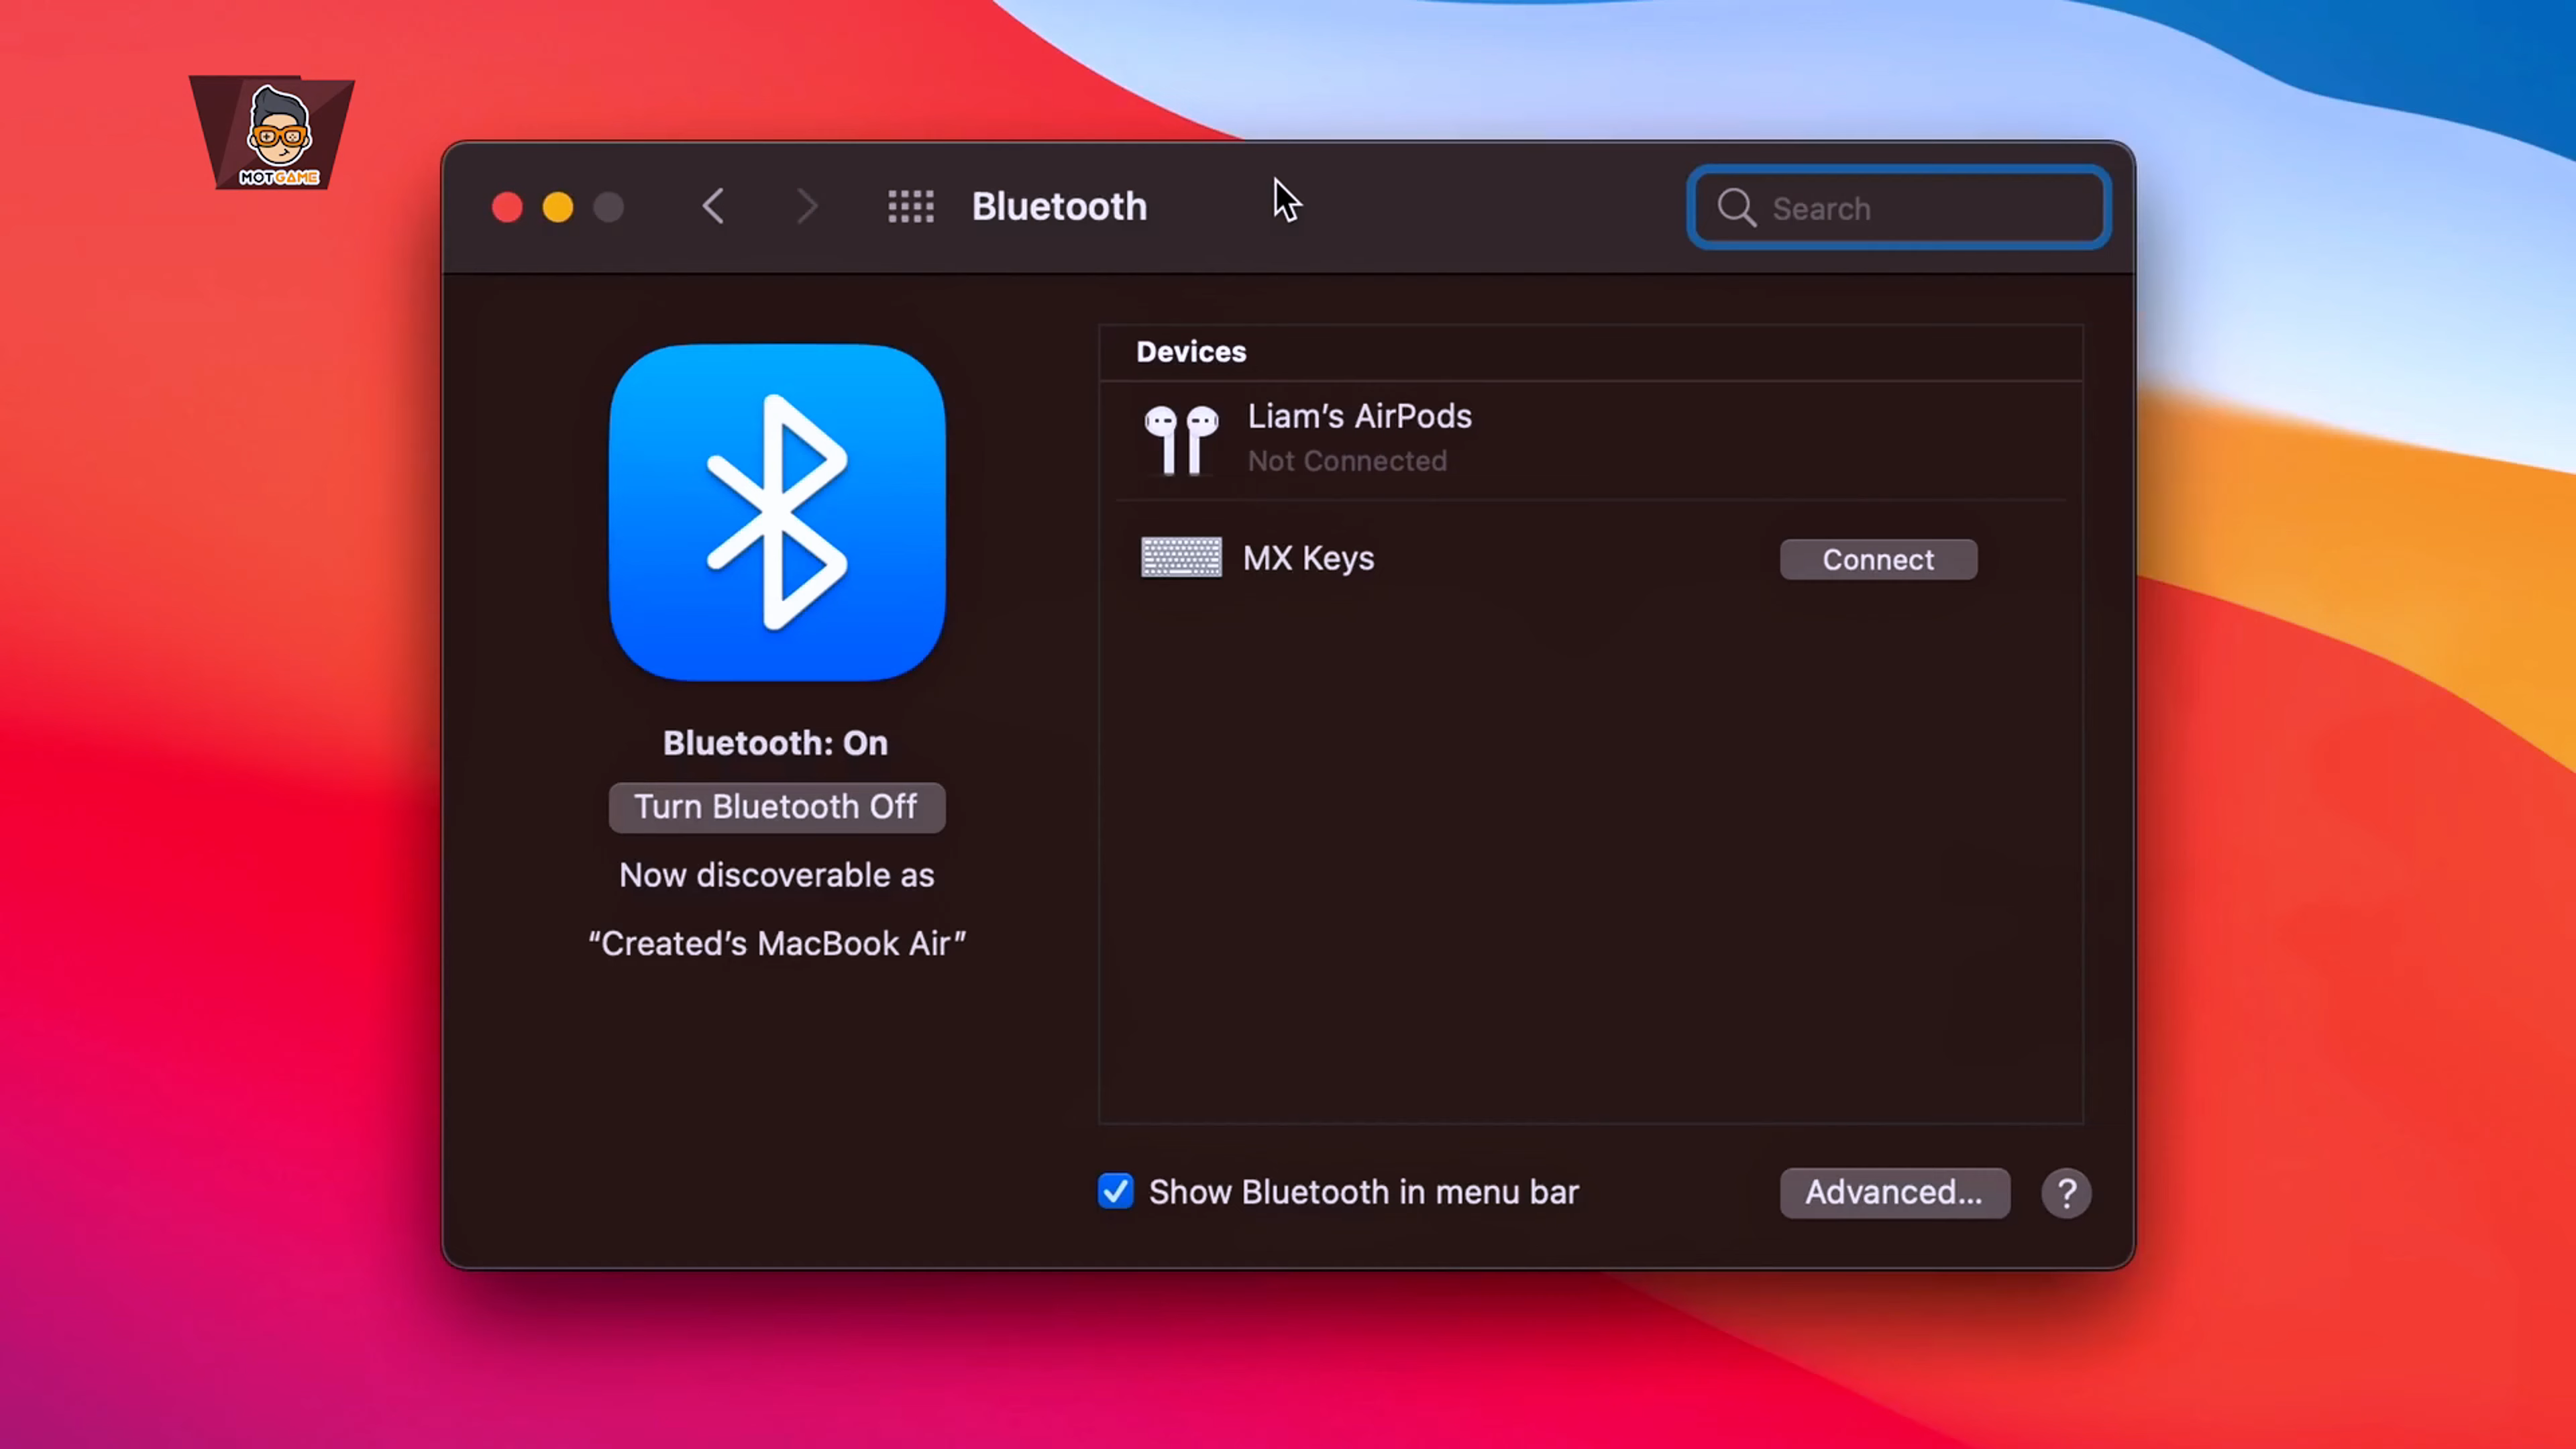 MOTGAME
Bluetooth
Search
Devices
Liam’s AirPods
Not Connected
MX Keys
Connect
Bluetooth: On
Turn Bluetooth Off
Now discoverable as
“Created’s MacBook Air”
Show Bluetooth in menu bar
Advanced...
?